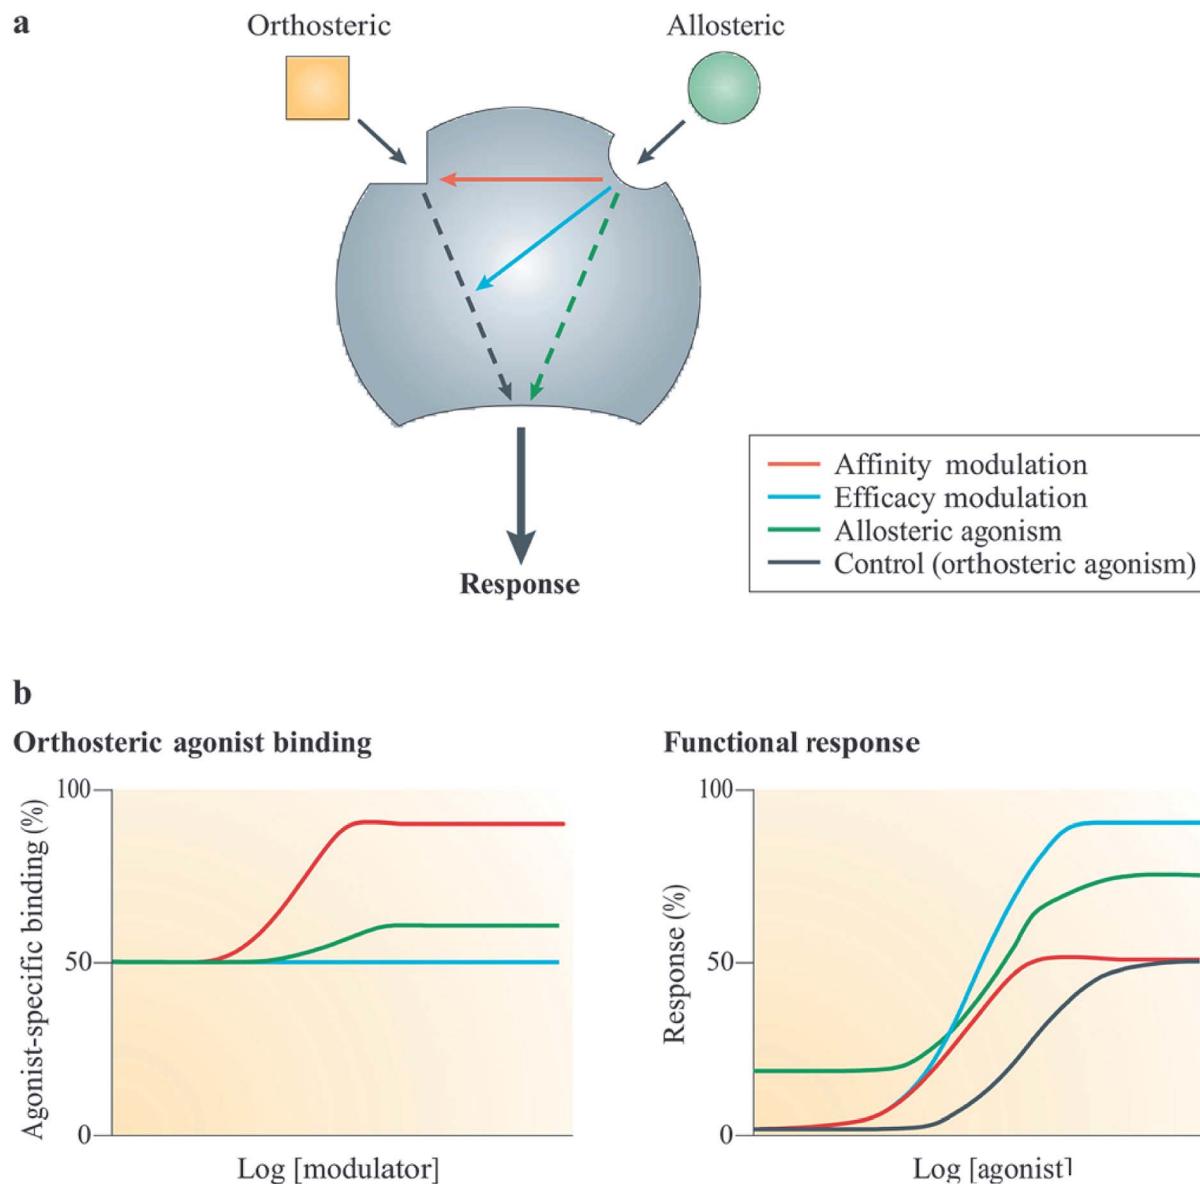 a
Orthosteric
Allosteric
Affinity modulation
Efficacy modulation
Allosteric agonism
Control (orthosteric agonism)
Response
b
Orthosteric agonist binding
100
50
0
Agonist-specific binding (%)
Log [modulator]
Functional response
100
50
0
Response (%)
Log [agonist]